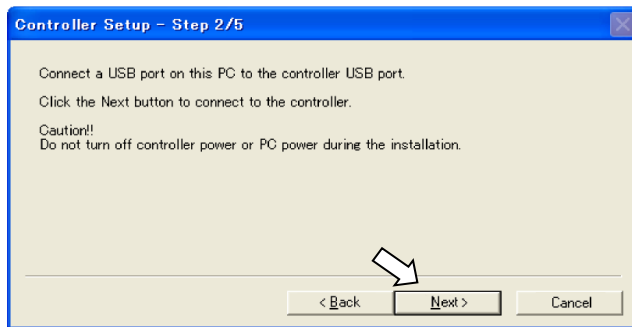 Controller Setup - Step 2/5
Connect a USB port on this PC to the controller USB port.
Click the Next button to connect to the controller.
Caution!!
Do not turn off controller power or PC power during the installation.
< Back
Next >
Cancel